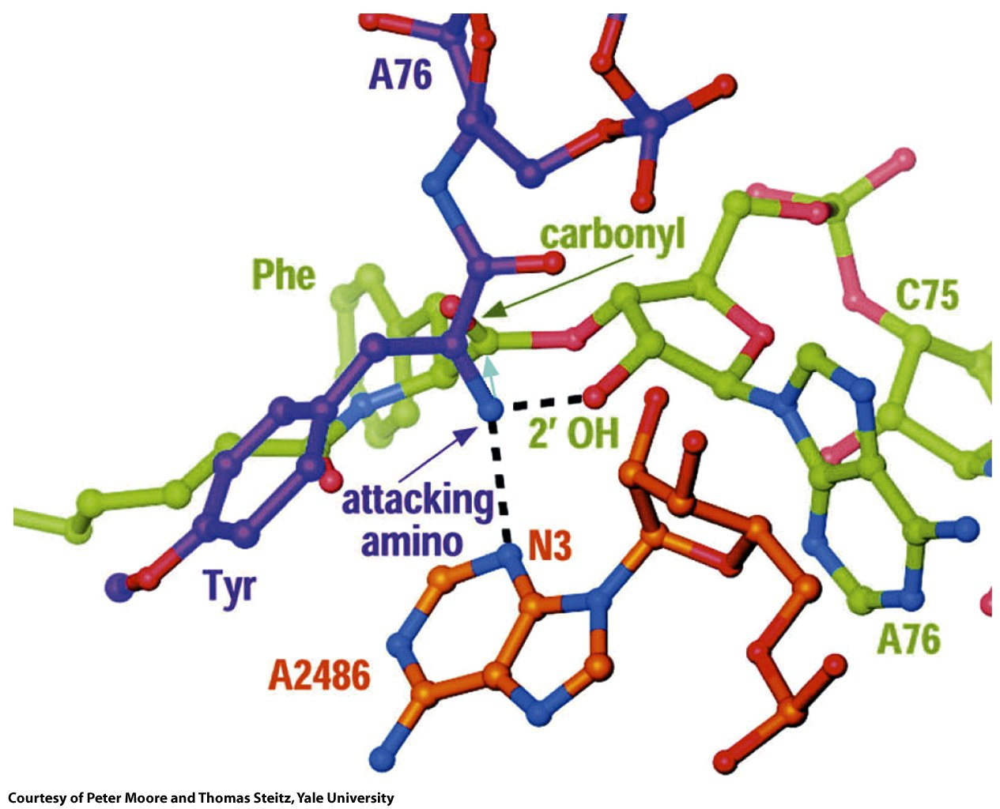 A76
carbonyl
Phe
C75
2′ OH
attacking
amino
N3
Tyr
A76
A2486
Courtesy of Peter Moore and Thomas Steitz, Yale University